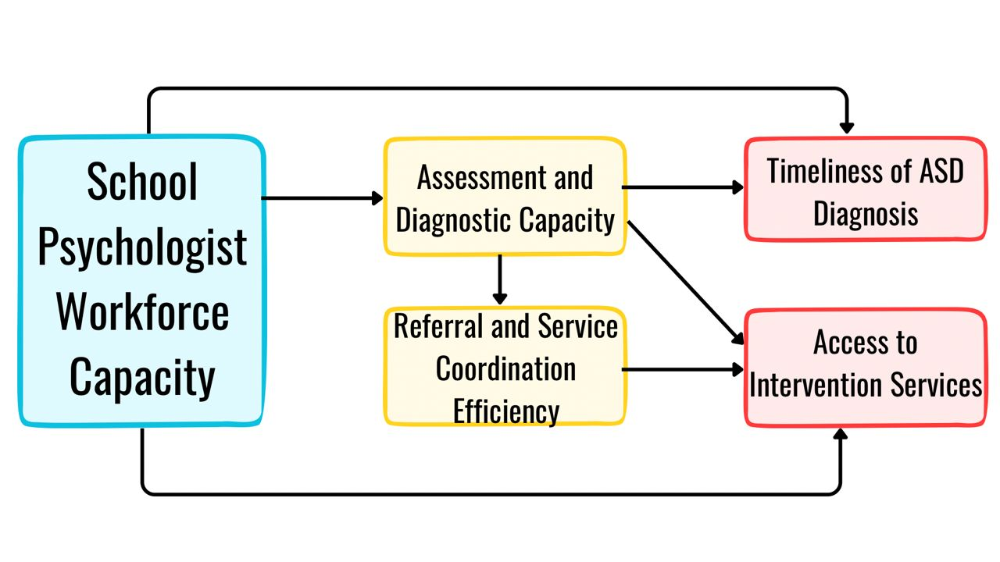 School
Psychologist
Workforce
Capacity
Assessment and
Diagnostic Capacity
Referral and Service
Coordination
Efficiency
Timeliness of ASD
Diagnosis
Access to
Intervention Services